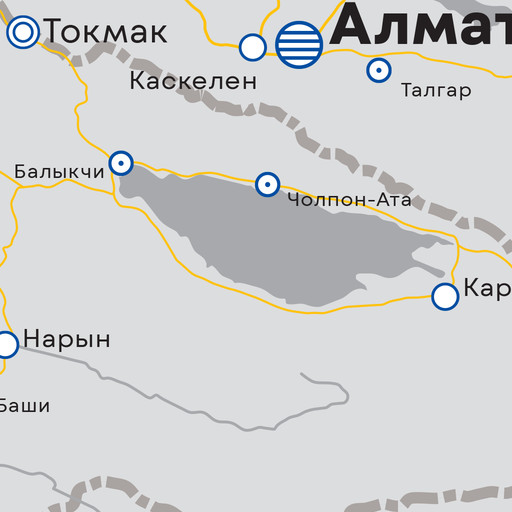 Алмат
Токмак
Каскелен
Талгар
Балыкчи
Чолпон-Ата
Кар
Нарын
Баши